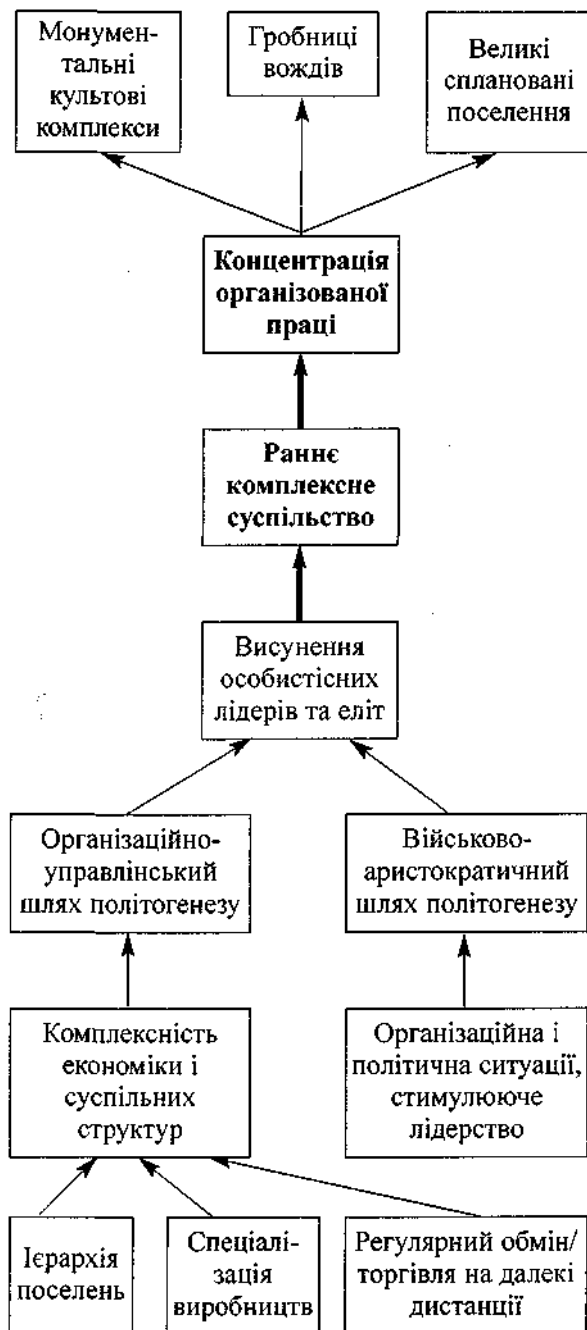 Монумен-
тальні
культові
комплекси
Гробниці
вождів
Великі
сплановані
поселення
Концентрація
організованої
праці
Раннє
комплексне
суспільство
Висунення
особистісних
лідерів та еліт
Організаційно-
управлінський
шлях політогенезу
Військово-
аристократичний
шлях політогенезу
Комплексність
економіки і
суспільних
структур
Організаційна і
політична ситуації,
стимулююче
лідерство
Ієрархія
поселень
Спеціалі-
зація
виробництв
Регулярний обмін/
торгівля на далекі
дистанції